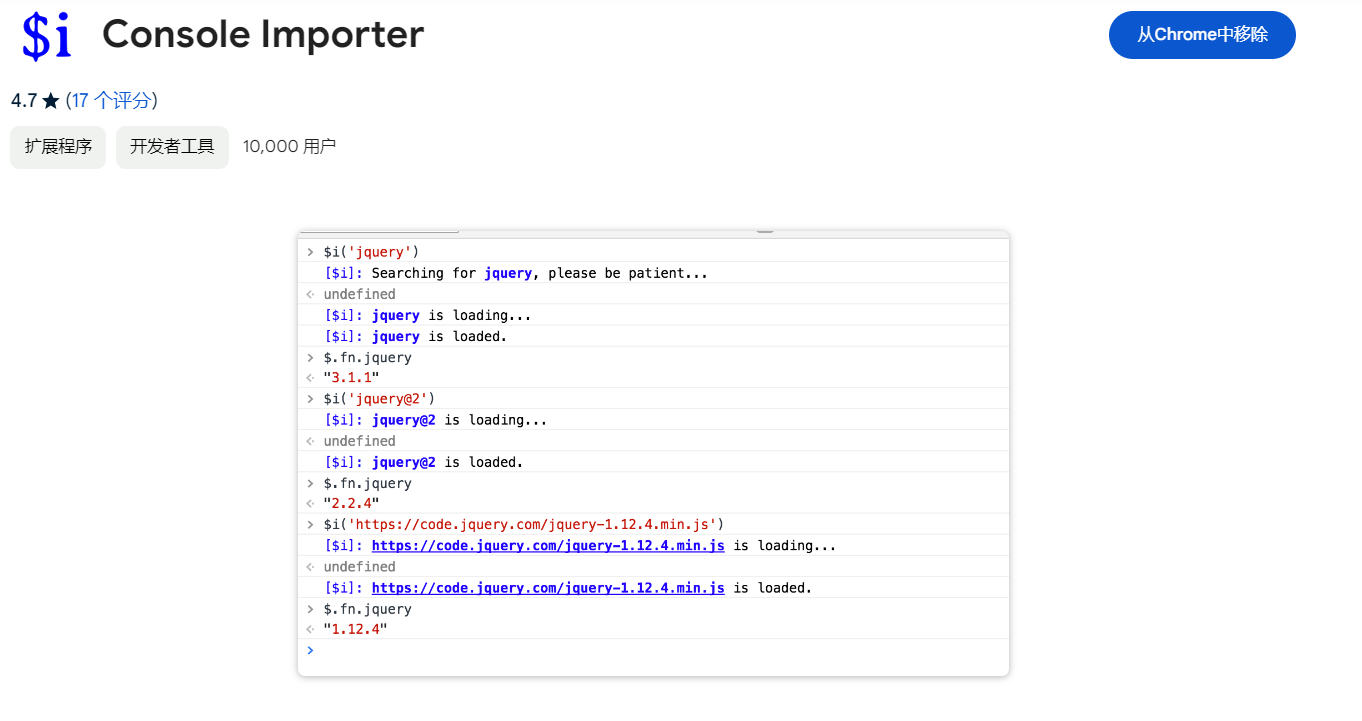 $i Console Importer
从Chrome中移除
4.7 ★ (17 个评分)
扩展程序 开发者工具 10,000 用户
> $i('jquery')
[$i]: Searching for jquery, please be patient...
undefined
[$i]: jquery is loading...
[$i]: jquery is loaded.
> $.fn.jquery
"3.1.1"
> $i('jquery@2')
[$i]: jquery@2 is loading...
undefined
[$i]: jquery@2 is loaded.
> $.fn.jquery
"2.2.4"
> $i('https://code.jquery.com/jquery-1.12.4.min.js')
[$i]: https://code.jquery.com/jquery-1.12.4.min.js is loading...
undefined
[$i]: https://code.jquery.com/jquery-1.12.4.min.js is loaded.
> $.fn.jquery
"1.12.4"
>